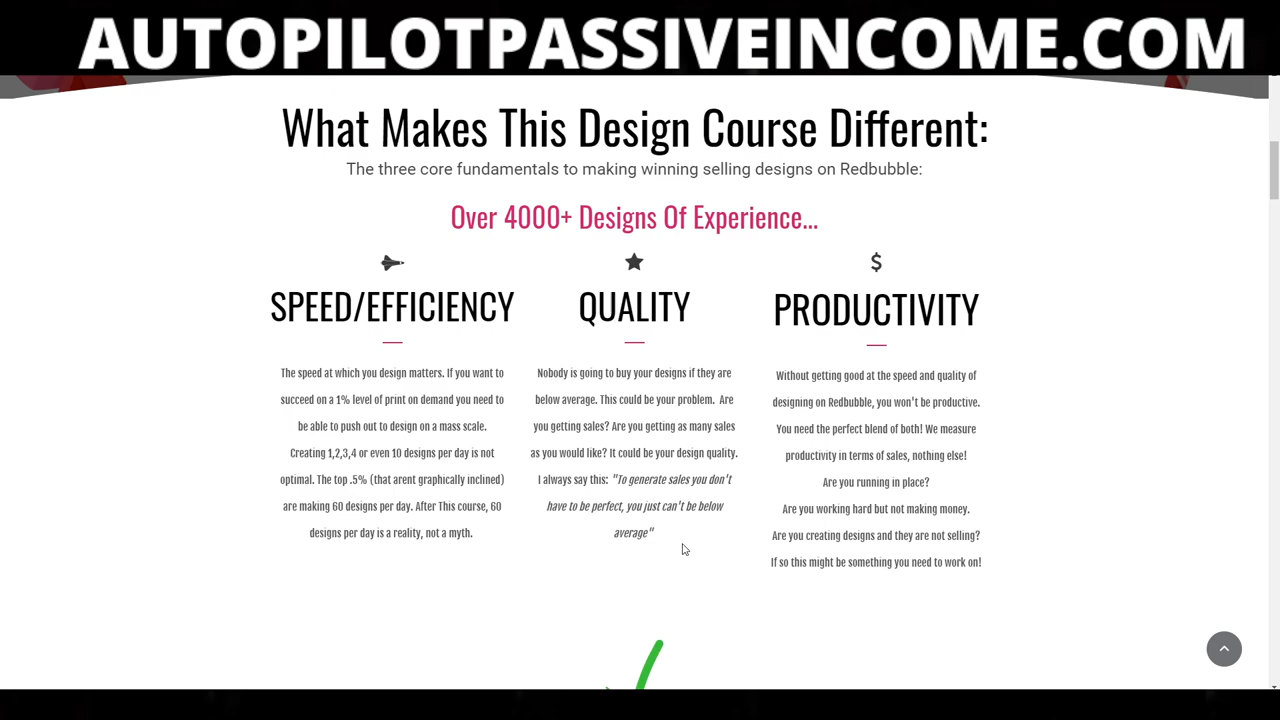 AUTOPILOTPASSIVEINCOME.COM
What Makes This Design Course Different:
The three core fundamentals to making winning selling designs on Redbubble:
Over 4000+ Designs Of Experience...
SPEED/EFFICIENCY
The speed at which you design matters. If you want to
succeed on a 1% level of print on demand you need to
be able to push out to design on a mass scale.
Creating 1,2,3,4 or even 10 designs per day is not
optimal. The top .5% (that arent graphically inclined)
are making 60 designs per day. After This course, 60
designs per day is a reality, not a myth.
QUALITY
Nobody is going to buy your designs if they are
below average. This could be your problem. Are
you getting sales? Are you getting as many sales
as you would like? It could be your design quality.
I always say this: "To generate sales you don't
have to be perfect, you just can't be below
average"
PRODUCTIVITY
Without getting good at the speed and quality of
designing on Redbubble, you won't be productive.
You need the perfect blend of both! We measure
productivity in terms of sales, nothing else!
Are you running in place?
Are you working hard but not making money.
Are you creating designs and they are not selling?
If so this might be something you need to work on!